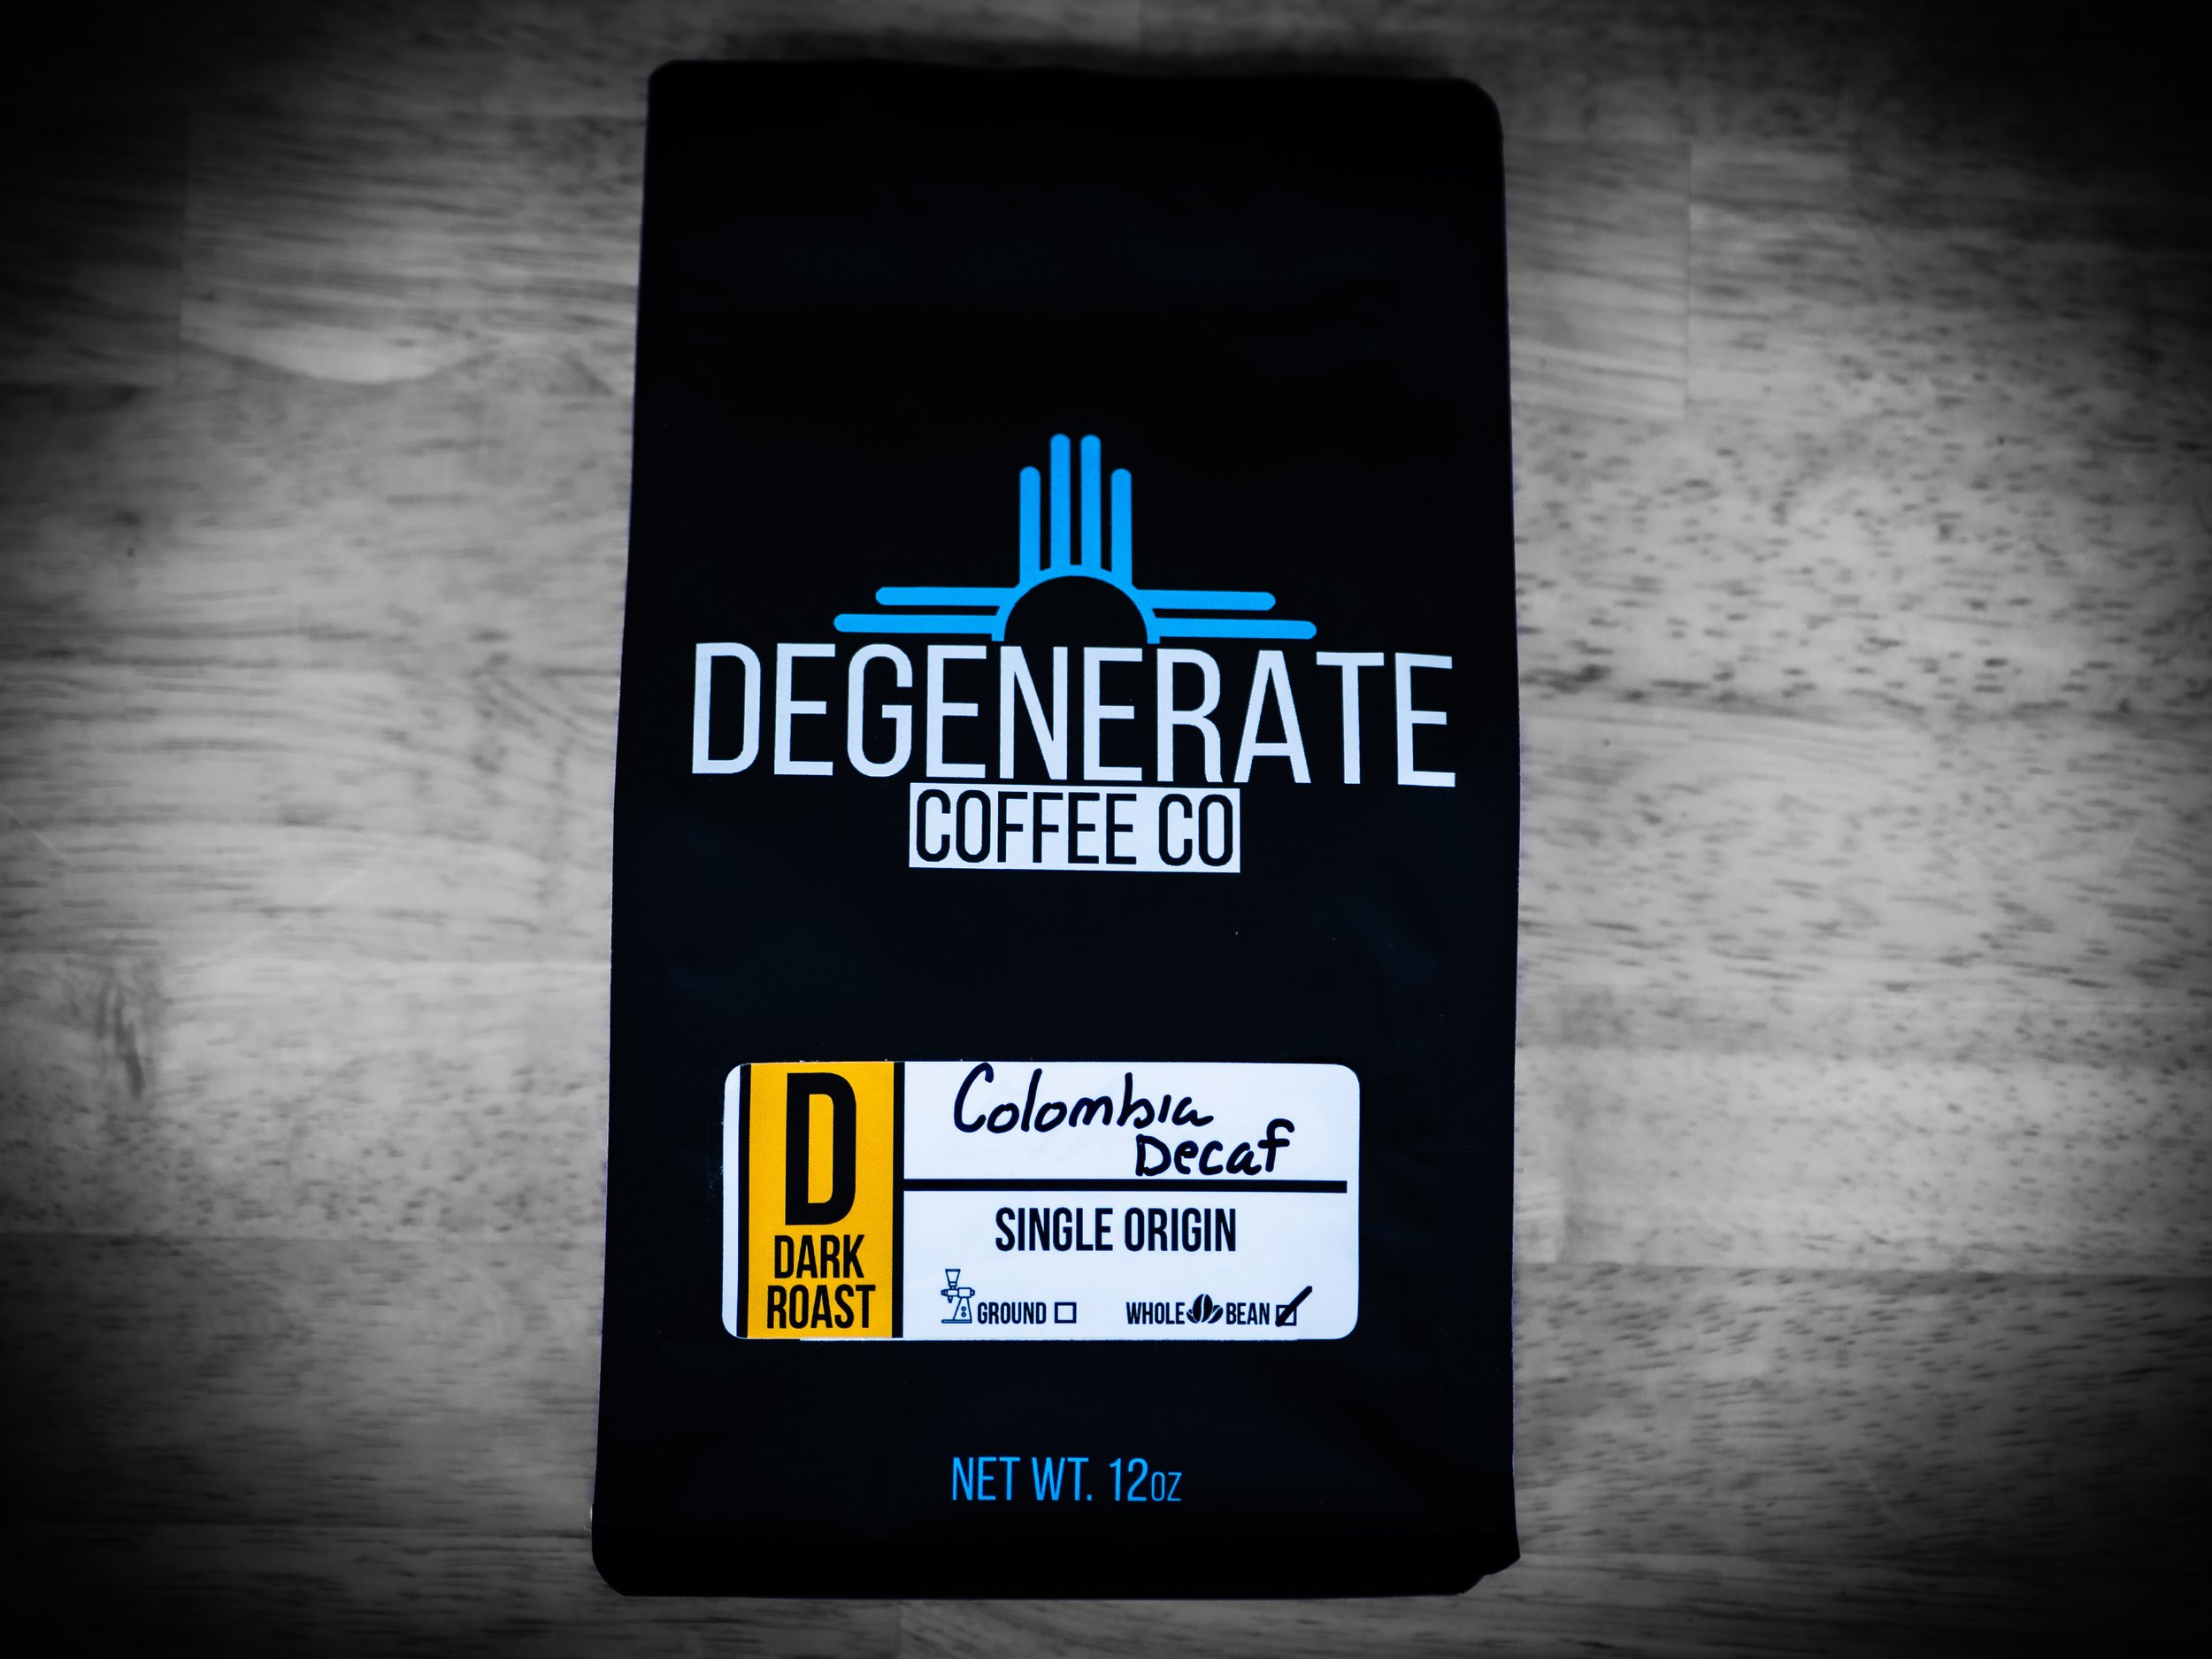 DEGENERATE
COFFEE CO
D
DARK
ROAST
Colombia
Decaf
SINGLE ORIGIN
GROUND
WHOLE BEAN
NET WT. 12oz